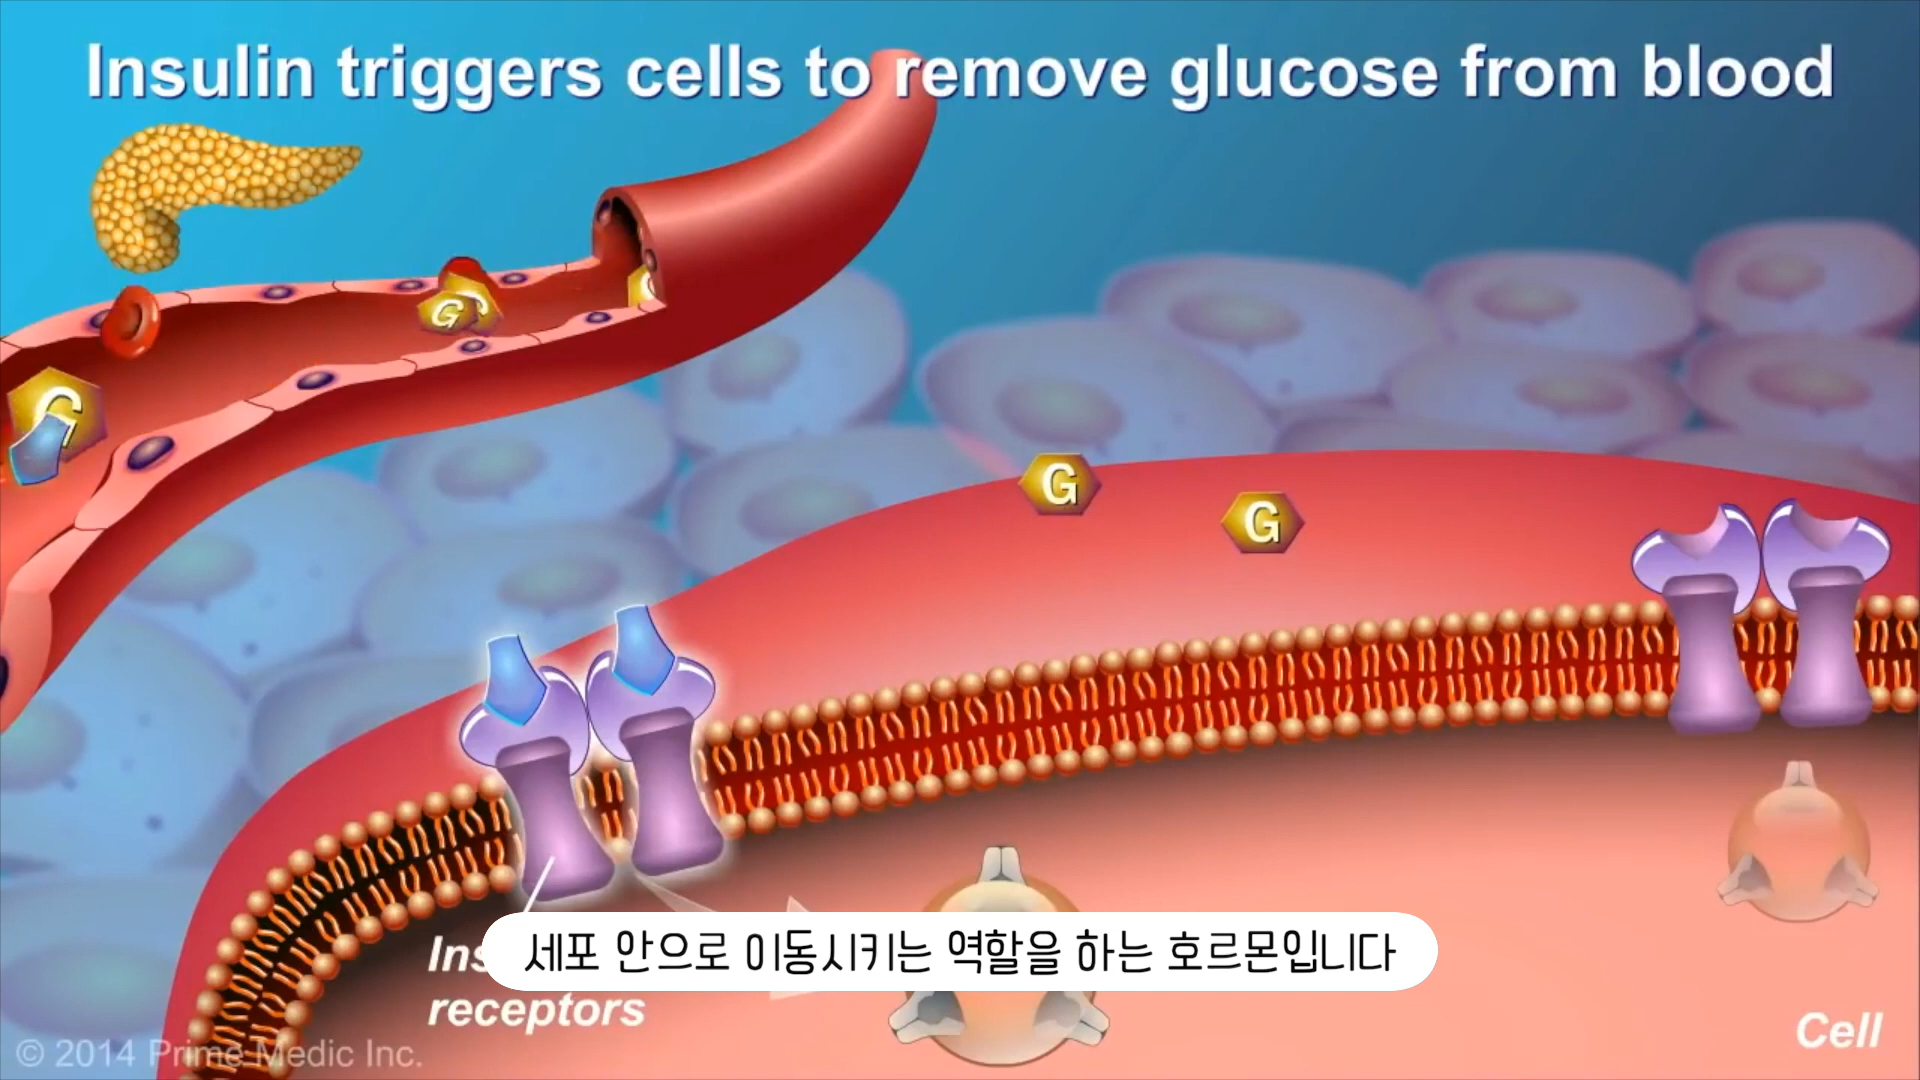 Insulin triggers cells to remove glucose from blood
G
G
G
G
receptors
세포 안으로 이동시키는 역할을 하는 호르몬입니다
Cell
© 2014 Prime Medic Inc.